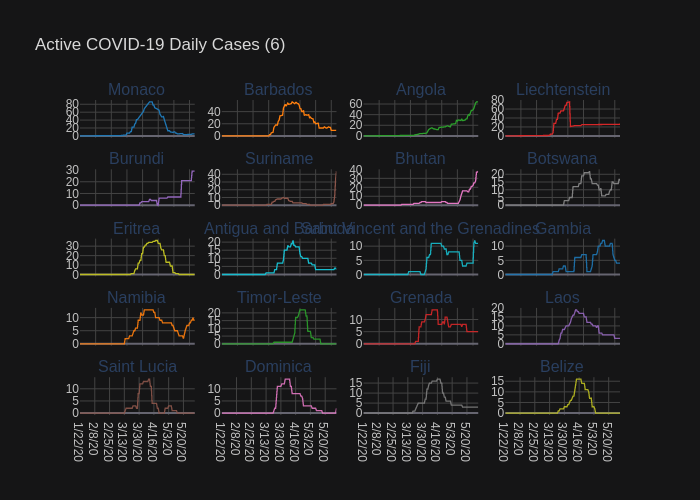 Active COVID-19 Daily Cases (6)
Monaco Barbados Angola Liechtenstein
80 60 40 20 0
40 20 0
60 40 20 0
80 60 40 20 0
Burundi Suriname Bhutan Botswana
30 20 10 0
40 30 20 10 0
40 30 20 10 0
20 15 10 5 0
Eritrea Antigua and Barbuda Saint Vincent and the Grenadines Gambia
30 20 10 0
20 15 10 5 0
10 5 0
10 5 0
Namibia Timor-Leste Grenada Laos
10 5 0
20 10 0
10 5 0
20 15 10 5 0
Saint Lucia Dominica Fiji Belize
10 5 0
10 5 0
15 10 5 0
15 10 5 0
1/22/20 2/8/20 2/25/20 3/13/20 3/30/20 4/16/20 5/3/20 5/20/20
1/22/20 2/8/20 2/25/20 3/13/20 3/30/20 4/16/20 5/3/20 5/20/20
1/22/20 2/8/20 2/25/20 3/13/20 3/30/20 4/16/20 5/3/20 5/20/20
1/22/20 2/8/20 2/25/20 3/13/20 3/30/20 4/16/20 5/3/20 5/20/20